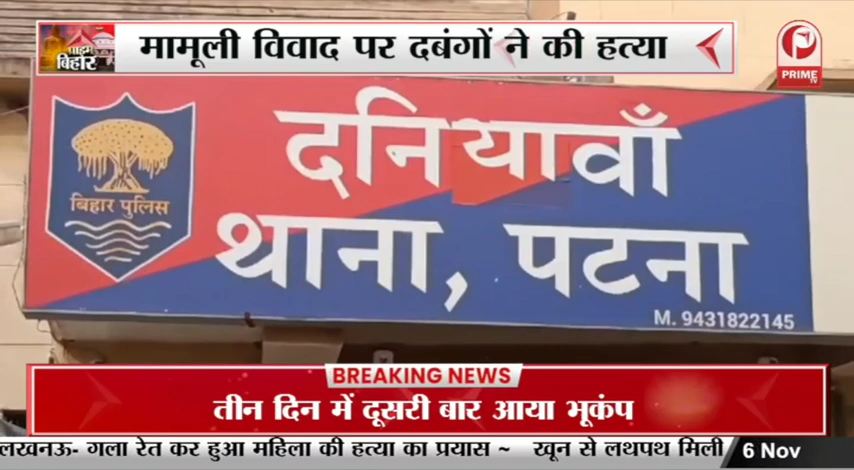 मामूली विवाद पर दबंगों ने की हत्या
प्राइम
बिहार
P
PRIME
TV
दनियावाँ
थाना, पटना
बिहार पुलिस
M. 9431822145
BREAKING NEWS
तीन दिन में दूसरी बार आया भूकंप
लखनऊ- गला रेत कर हुआ महिला की हत्या का प्रयास ~ खून से लथपथ मिली
6 Nov